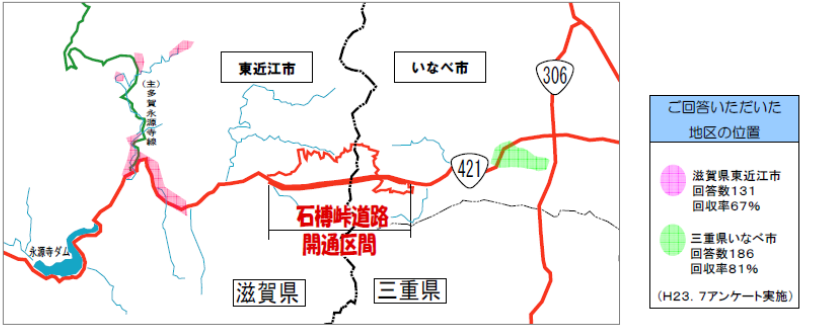 東近江市
いなべ市
306
(主)多賀永源寺線
421
石榑峠道路
開通区間
永源寺ダム
滋賀県
三重県
ご回答いただいた
地区の位置
滋賀県東近江市
回答数131
回収率67%
三重県いなべ市
回答数186
回収率81%
(H23. 7アンケート実施)